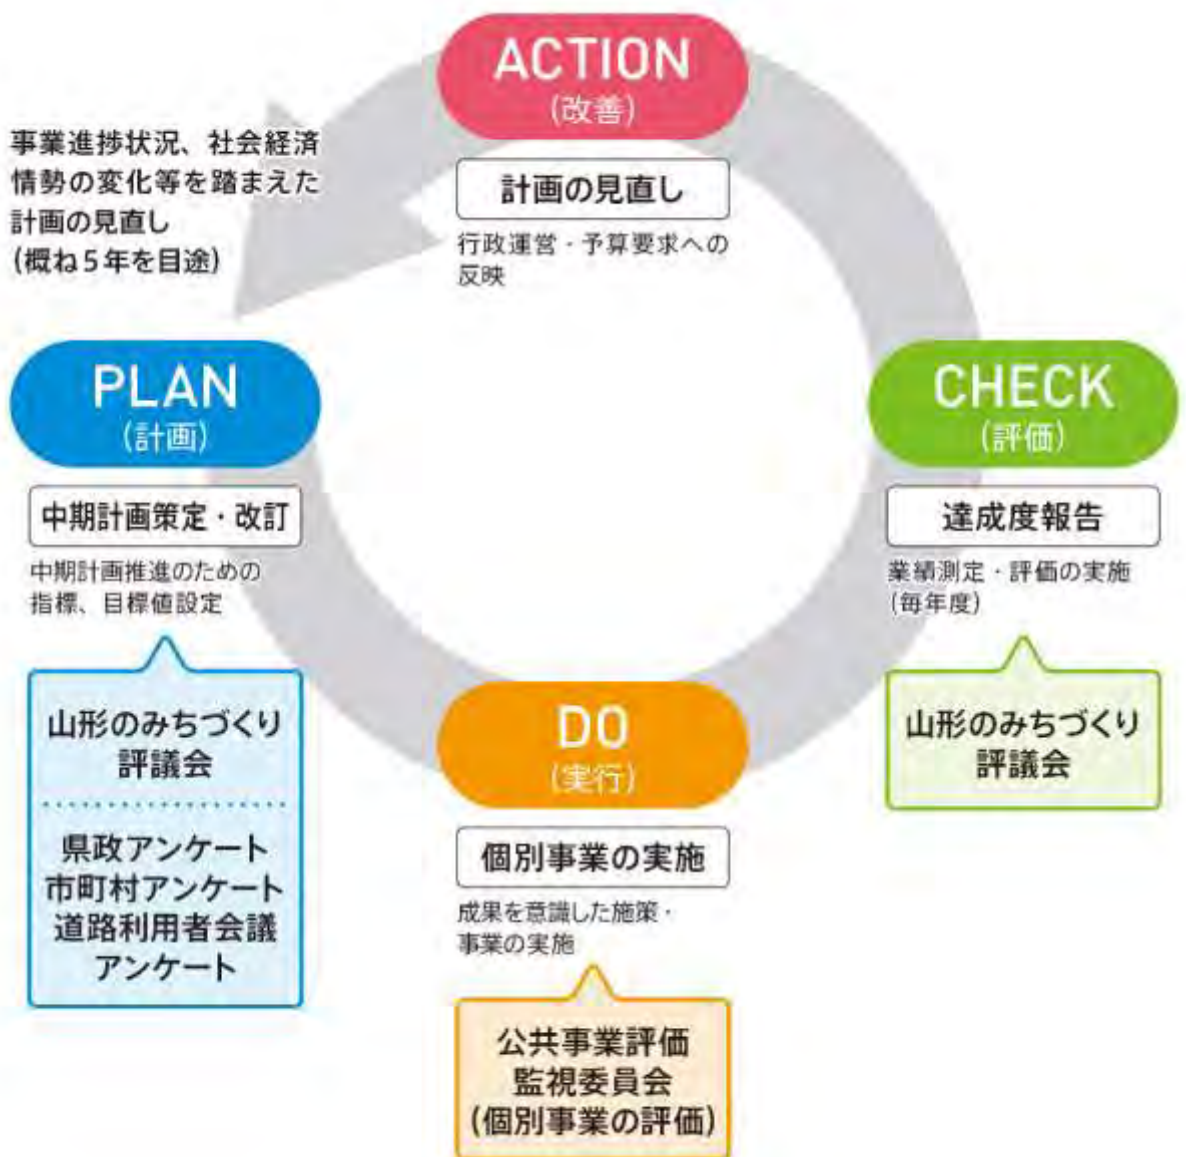 ACTION
(改善)
計画の見直し
行政運営・予算要求への
反映
事業進捗状況、社会経済
情勢の変化等を踏まえた
計画の見直し
(概ね5年を目途)
PLAN
(計画)
中期計画策定・改訂
中期計画推進のための
指標、目標値設定
山形のみちづくり
評議会
県政アンケート
市町村アンケート
道路利用者会議
アンケート
DO
(実行)
個別事業の実施
成果を意識した施策・
事業の実施
公共事業評価
監視委員会
(個別事業の評価)
CHECK
(評価)
達成度報告
業績測定・評価の実施
(毎年度)
山形のみちづくり
評議会